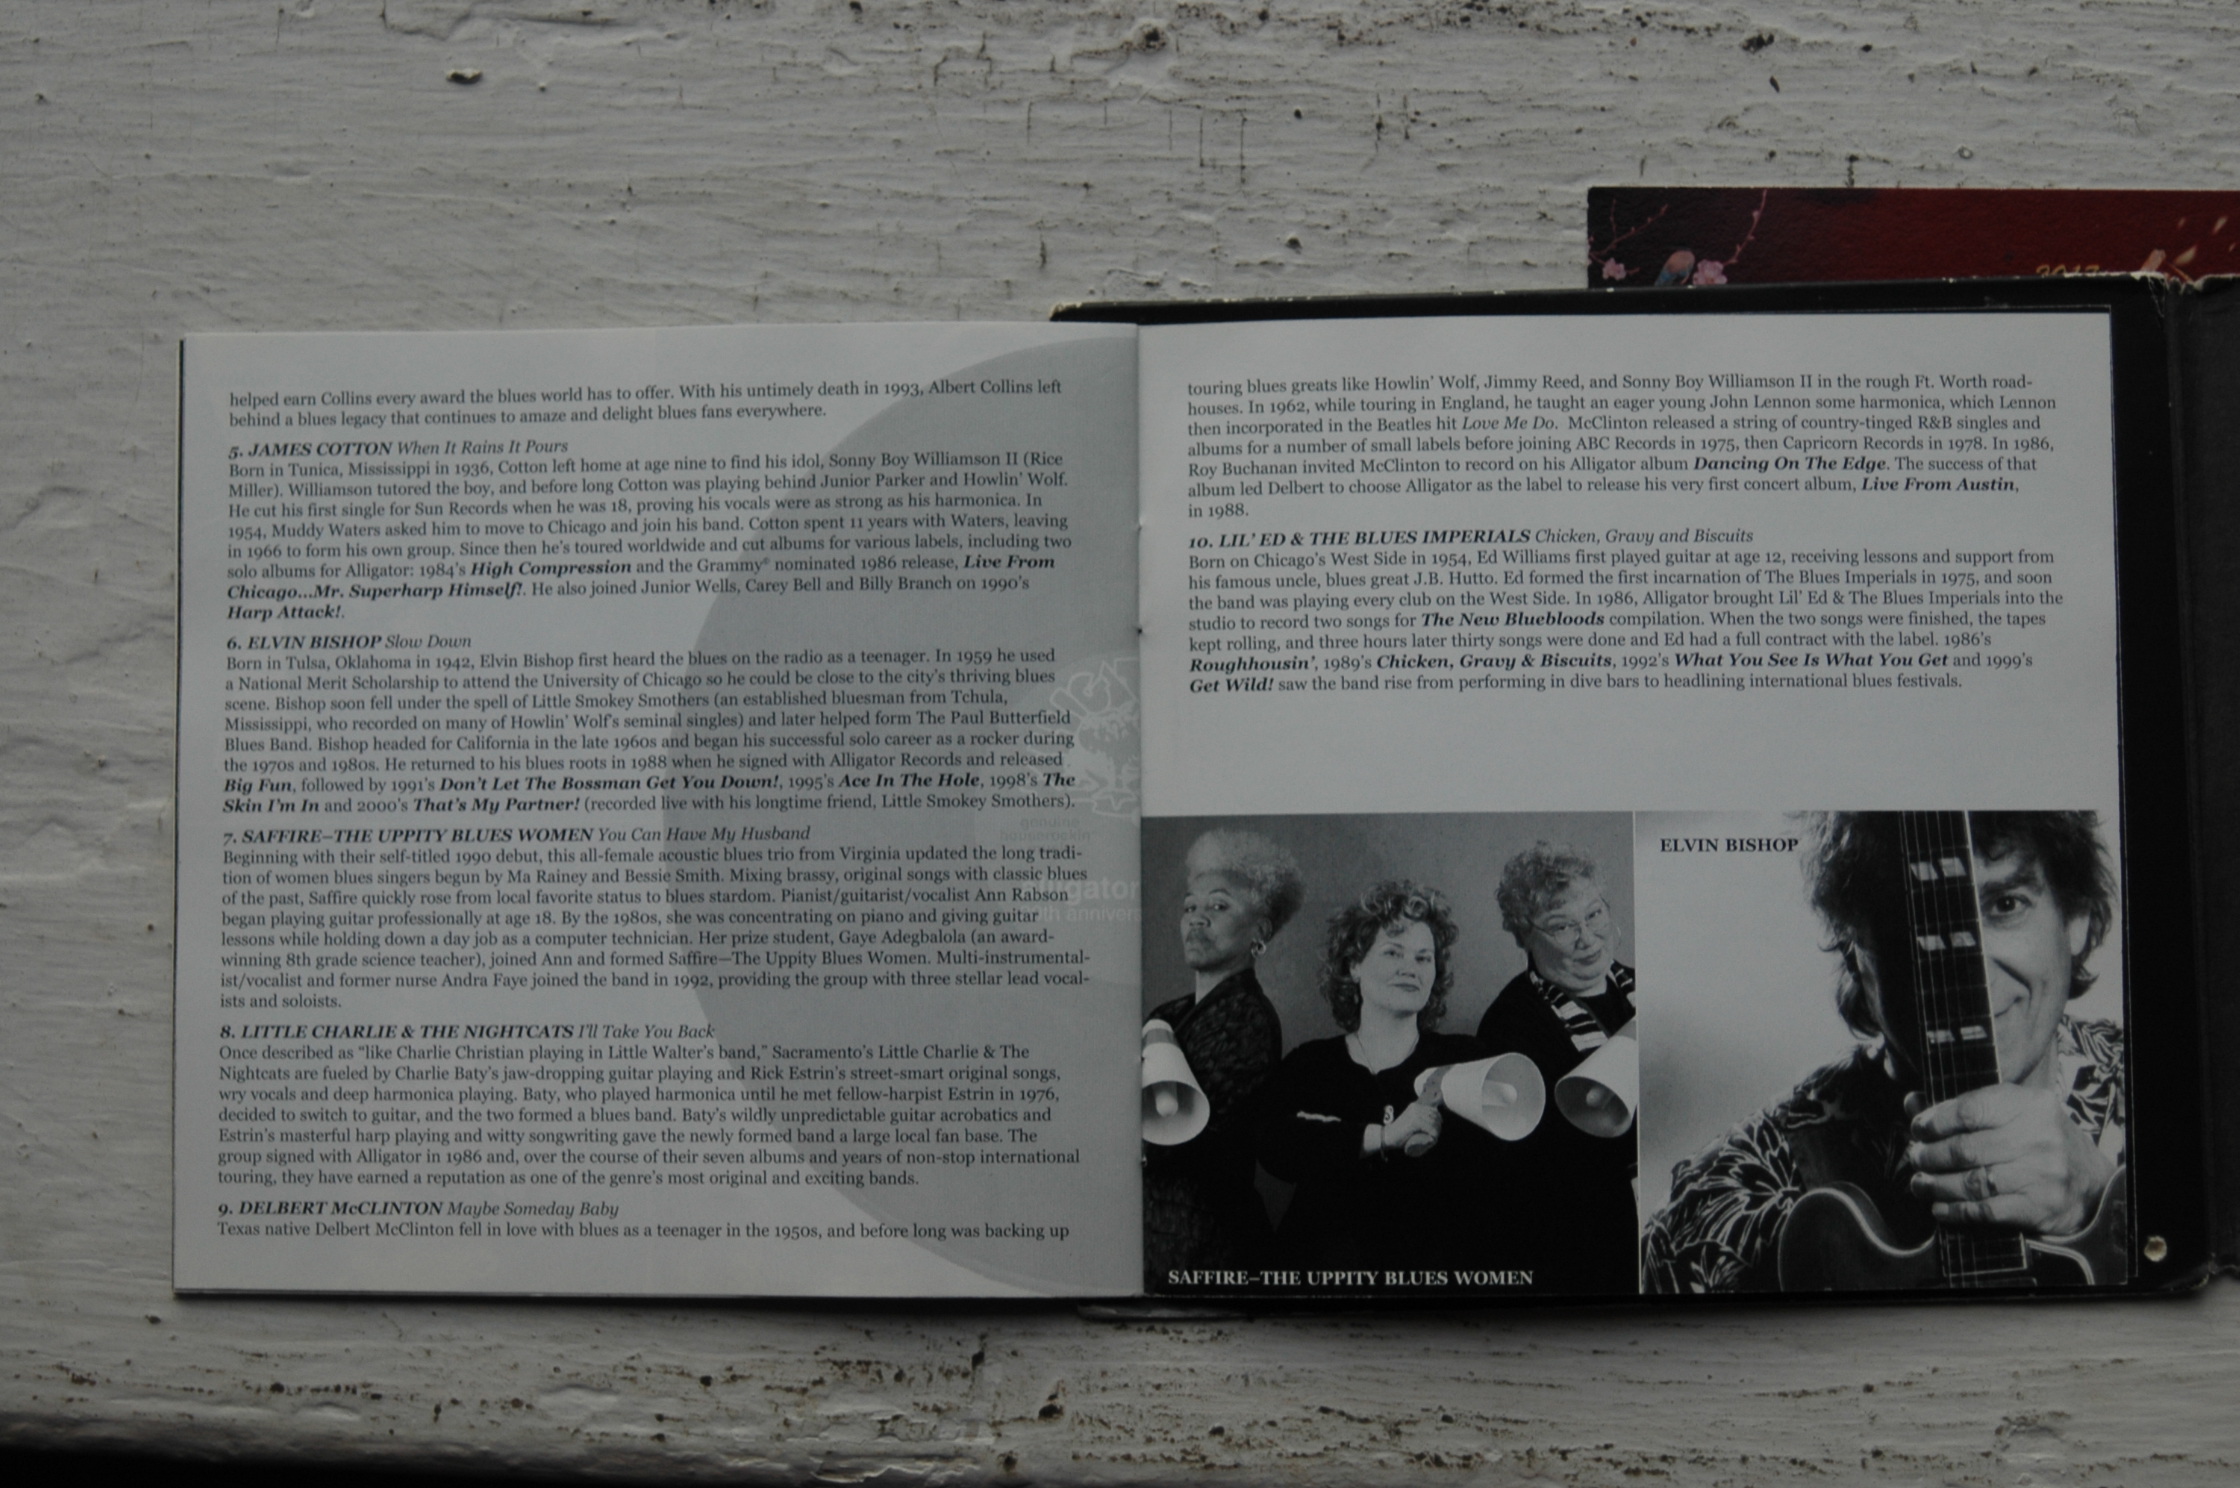 helped earn Collins every award the blues world has to offer. With his untimely death in 1993, Albert Collins left
behind a blues legacy that continues to amaze and delight blues fans everywhere.
5. JAMES COTTON When It Rains It Pours
Born in Tunica, Mississippi in 1936, Cotton left home at age nine to find his idol, Sonny Boy Williamson II (Rice
Miller). Williamson tutored the boy, and before long Cotton was playing behind Junior Parker and Howlin' Wolf.
He cut his first single for Sun Records when he was 18, proving his vocals were as strong as his harmonica. In
1954, Muddy Waters asked him to move to Chicago and join his band. Cotton spent 11 years with Waters, leaving
in 1966 to form his own group. Since then he's toured worldwide and cut albums for various labels, including two
solo albums for Alligator: 1984's High Compression and the Grammy® nominated 1986 release, Live From
Chicago...Mr. Superharp Himself!. He also joined Junior Wells, Carey Bell and Billy Branch on 1990's
Harp Attack!.
6. ELVIN BISHOP Slow Down
Born in Tulsa, Oklahoma in 1942, Elvin Bishop first heard the blues on the radio as a teenager. In 1959 he used
a National Merit Scholarship to attend the University of Chicago so he could be close to the city's thriving blues
scene. Bishop soon fell under the spell of Little Smokey Smothers (an established bluesman from Tchula,
Mississippi, who recorded on many of Howlin' Wolf's seminal singles) and later helped form The Paul Butterfield
Blues Band. Bishop headed for California in the late 1960s and began his successful solo career as a rocker during
the 1970s and 1980s. He returned to his blues roots in 1988 when he signed with Alligator Records and released
Big Fun, followed by 1991's Don't Let The Bossman Get You Down!, 1995's Ace In The Hole, 1998's The
Skin I'm In and 2000's That's My Partner! (recorded live with his longtime friend, Little Smokey Smothers).
7. SAFFIRE–THE UPPITY BLUES WOMEN You Can Have My Husband
Beginning with their self-titled 1990 debut, this all-female acoustic blues trio from Virginia updated the long tradi-
tion of women blues singers begun by Ma Rainey and Bessie Smith. Mixing brassy, original songs with classic blues
of the past, Saffire quickly rose from local favorite status to blues stardom. Pianist/guitarist/vocalist Ann Rabson
began playing guitar professionally at age 18. By the 1980s, she was concentrating on piano and giving guitar
lessons while holding down a day job as a computer technician. Her prize student, Gaye Adegbalola (an award-
winning 8th grade science teacher), joined Ann and formed Saffire—The Uppity Blues Women. Multi-instrumental-
ist/vocalist and former nurse Andra Faye joined the band in 1992, providing the group with three stellar lead vocal-
ists and soloists.
8. LITTLE CHARLIE & THE NIGHTCATS I'll Take You Back
Once described as "like Charlie Christian playing in Little Walter's band," Sacramento's Little Charlie & The
Nightcats are fueled by Charlie Baty's jaw-dropping guitar playing and Rick Estrin's street-smart original songs,
wry vocals and deep harmonica playing. Baty, who played harmonica until he met fellow-harpist Estrin in 1976,
decided to switch to guitar, and the two formed a blues band. Baty's wildly unpredictable guitar acrobatics and
Estrin's masterful harp playing and witty songwriting gave the newly formed band a large local fan base. The
group signed with Alligator in 1986 and, over the course of their seven albums and years of non-stop international
touring, they have earned a reputation as one of the genre's most original and exciting bands.
9. DELBERT McCLINTON Maybe Someday Baby
Texas native Delbert McClinton fell in love with blues as a teenager in the 1950s, and before long was backing up
genuine
houserockin'
alligator
touring blues greats like Howlin' Wolf, Jimmy Reed, and Sonny Boy Williamson II in the rough Ft. Worth road-
houses. In 1962, while touring in England, he taught an eager young John Lennon some harmonica, which Lennon
then incorporated in the Beatles hit Love Me Do. McClinton released a string of country-tinged R&B singles and
albums for a number of small labels before joining ABC Records in 1975, then Capricorn Records in 1978. In 1986,
Roy Buchanan invited McClinton to record on his Alligator album Dancing On The Edge. The success of that
album led Delbert to choose Alligator as the label to release his very first concert album, Live From Austin,
in 1988.
10. LIL' ED & THE BLUES IMPERIALS Chicken, Gravy and Biscuits
Born on Chicago's West Side in 1954, Ed Williams first played guitar at age 12, receiving lessons and support from
his famous uncle, blues great J.B. Hutto. Ed formed the first incarnation of The Blues Imperials in 1975, and soon
the band was playing every club on the West Side. In 1986, Alligator brought Lil' Ed & The Blues Imperials into the
studio to record two songs for The New Bluebloods compilation. When the two songs were finished, the tapes
kept rolling, and three hours later thirty songs were done and Ed had a full contract with the label. 1986's
Roughhousin', 1989's Chicken, Gravy & Biscuits, 1992's What You See Is What You Get and 1999's
Get Wild! saw the band rise from performing in dive bars to headlining international blues festivals.
ELVIN BISHOP
SAFFIRE–THE UPPITY BLUES WOMEN